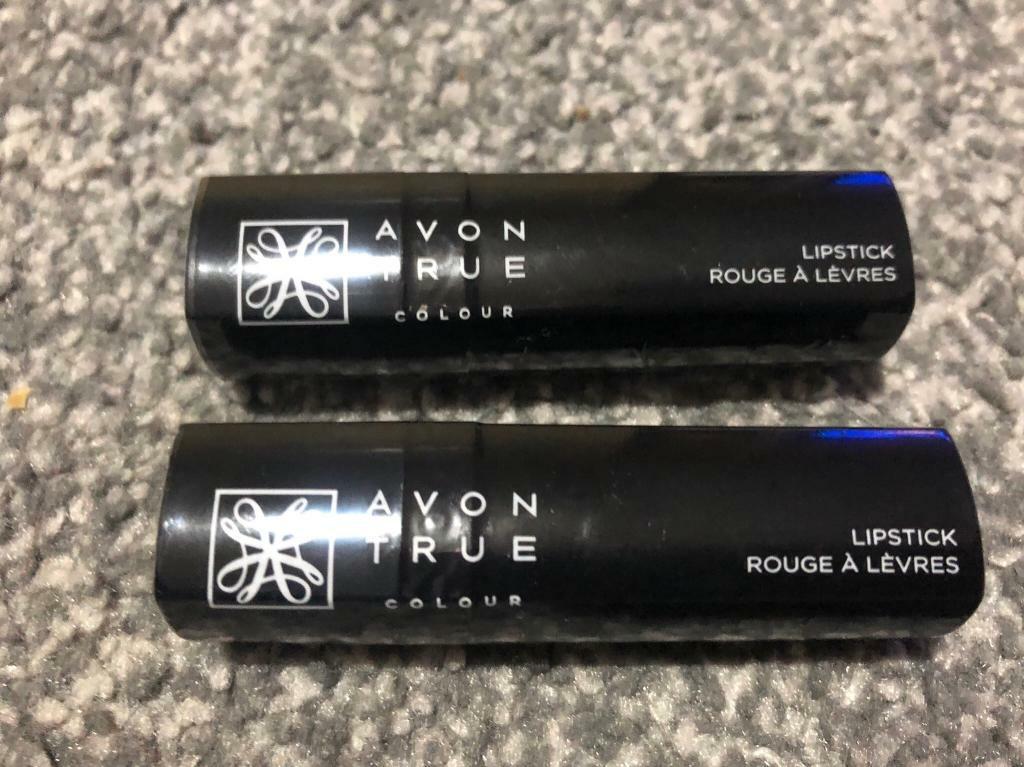 AVON
TRUE
COLOUR
LIPSTICK
ROUGE À LÈVRES
AVON
TRUE
COLOUR
LIPSTICK
ROUGE À LÈVRES